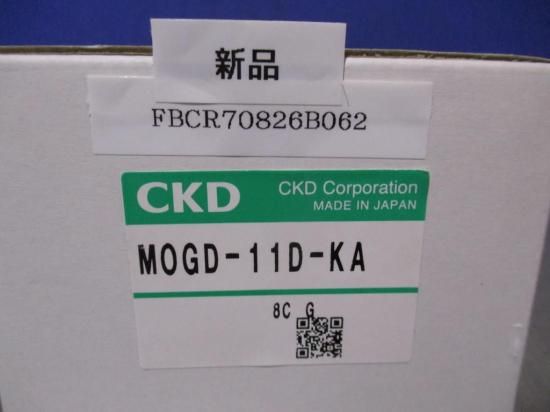 新品
FBCR70826B062
CKD
CKD Corporation
MADE IN JAPAN
MOGD-11D-KA
8C G